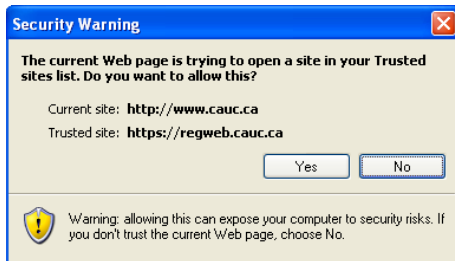 Security Warning
The current Web page is trying to open a site in your Trusted
sites list. Do you want to allow this?
Current site: http://www.cauc.ca
Trusted site: https://regweb.cauc.ca
Yes No
Warning: allowing this can expose your computer to security risks. If
you don't trust the current Web page, choose No.